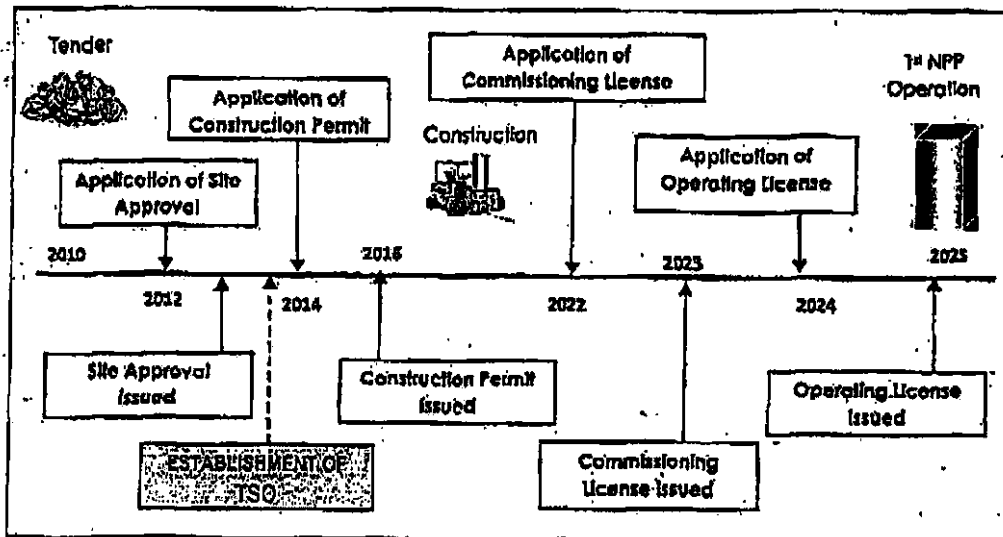 Tender
Application of
Construction Permit
Application of
Commissioning License
1st NPP
Operation
Construction
Application of Site
Approval
Application of
Operating License
2010
2016
2023
2025
2012
2014
2022
2024
Site Approval
Issued
Construction Permit
Issued
Operating License
Issued
ESTABLISHMENT OF
TSO
Commissioning
License Issued